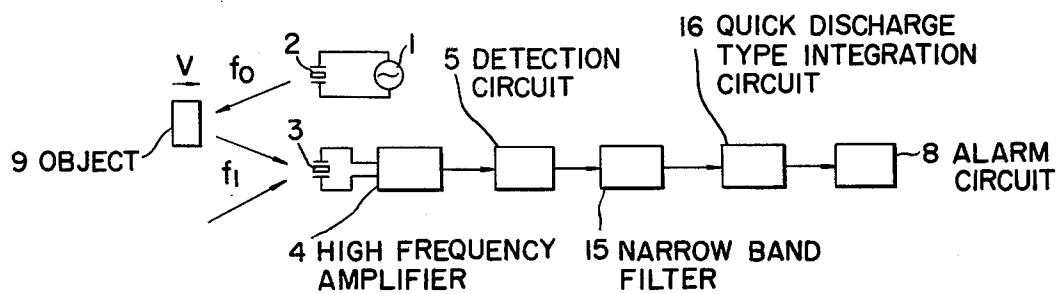 16 QUICK DISCHARGE
TYPE INTEGRATION
CIRCUIT
2
1
5 DETECTION
CIRCUIT
V
f0
3
9 OBJECT
f1
8 ALARM
CIRCUIT
4 HIGH FREQUENCY
AMPLIFIER
15 NARROW BAND
FILTER